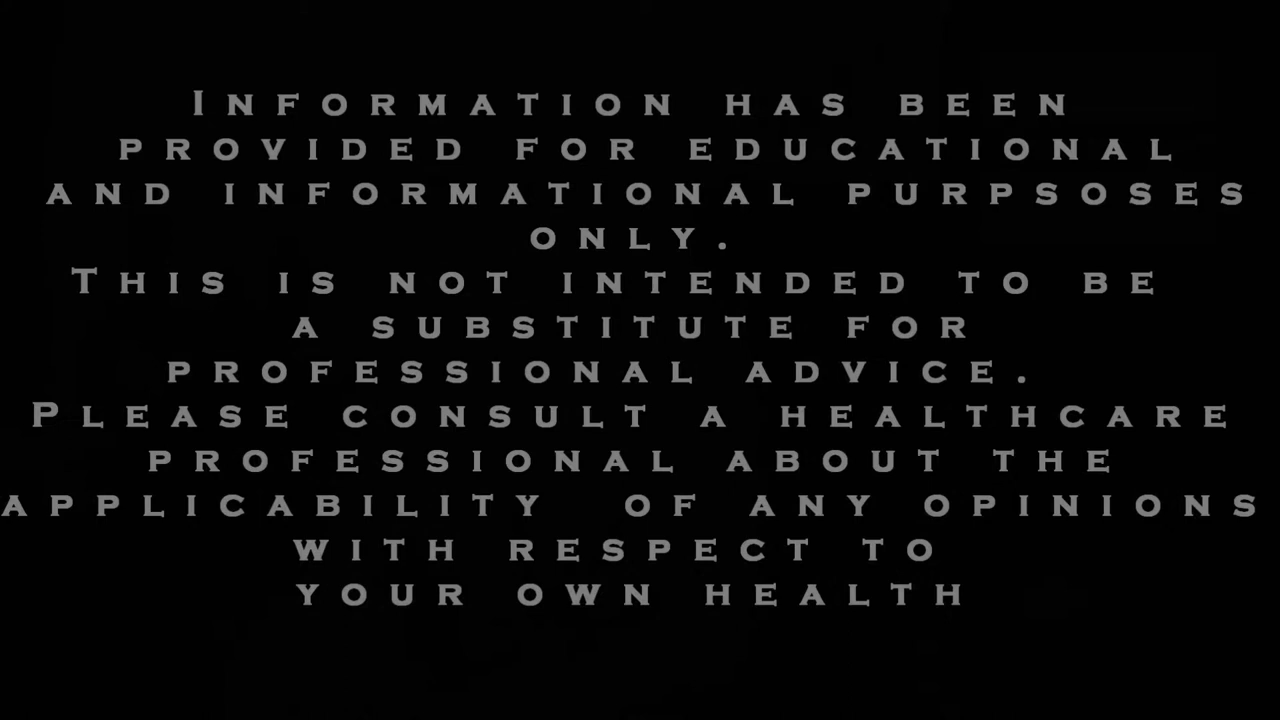 Information has been
provided for educational
and informational purpsoses
only.
This is not intended to be
a substitute for
professional advice.
Please consult a healthcare
professional about the
applicability of any opinions
with respect to
your own health